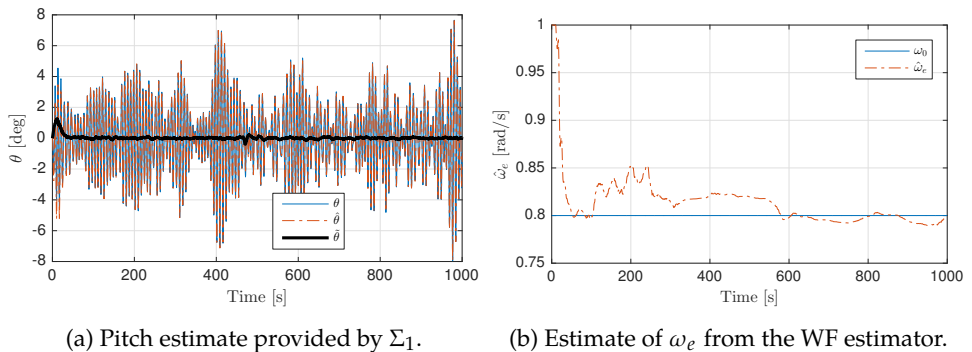 8
6
4
2
0
-2
-4
-6
-8
θ [deg]
θ
θ̂
θ̃
0 200 400 600 800 1000
Time [s]
1
0.95
0.9
0.85
0.8
0.75
ω̂ₑ [rad/s]
ω₀
ω̂ₑ
0 200 400 600 800 1000
Time [s]
(a) Pitch estimate provided by Σ₁.
(b) Estimate of ωₑ from the WF estimator.